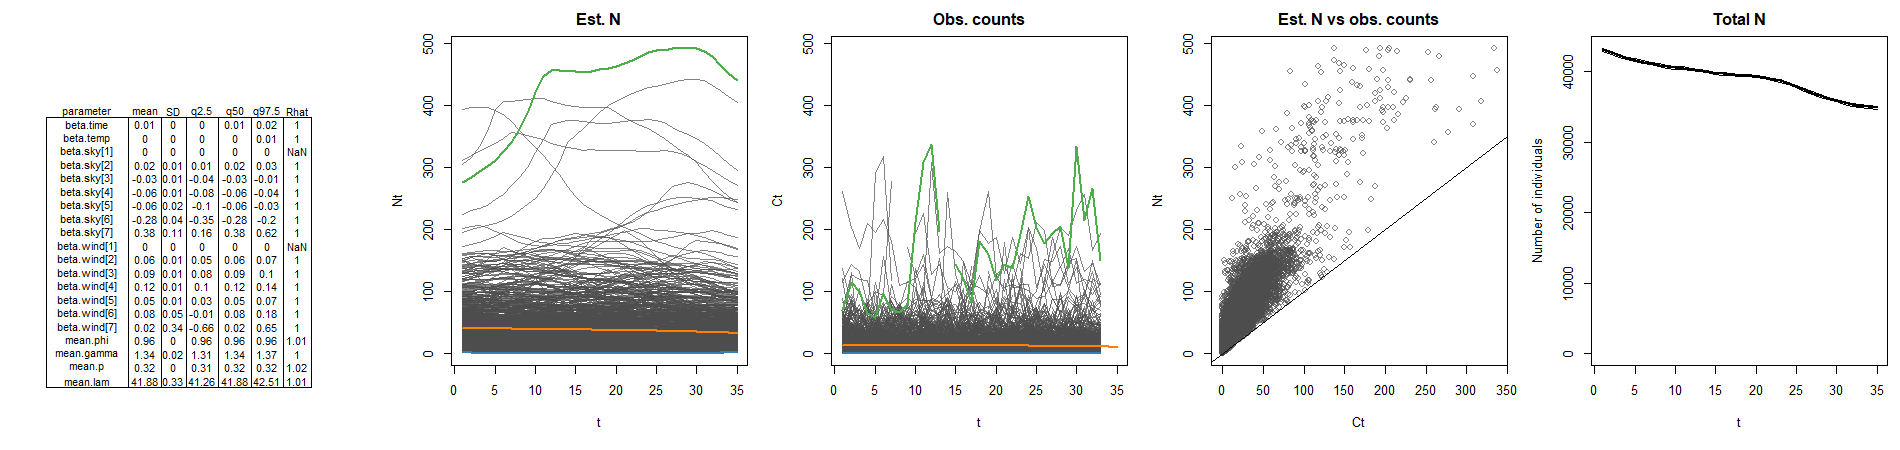 parameter mean SD q2.5 q50 q97.5 Rhat
beta.time 0.01 0 0 0.01 0.02 1
beta.temp 0 0 0 0 0.01 1
beta.sky[1] 0 0 0 0 0 NaN
beta.sky[2] 0.02 0.01 0.01 0.02 0.03 1
beta.sky[3] -0.03 0.01 -0.04 -0.03 -0.01 1
beta.sky[4] -0.06 0.01 -0.08 -0.06 -0.04 1
beta.sky[5] -0.06 0.02 -0.1 -0.06 -0.03 1
beta.sky[6] -0.28 0.04 -0.35 -0.28 -0.2 1
beta.sky[7] 0.38 0.11 0.16 0.38 0.62 1
beta.wind[1] 0 0 0 0 0 NaN
beta.wind[2] 0.06 0.01 0.05 0.06 0.07 1
beta.wind[3] 0.09 0.01 0.08 0.09 0.1 1
beta.wind[4] 0.12 0.01 0.1 0.12 0.14 1
beta.wind[5] 0.05 0.01 0.03 0.05 0.07 1
beta.wind[6] 0.08 0.05 -0.01 0.08 0.18 1
beta.wind[7] 0.02 0.34 -0.66 0.02 0.65 1
mean.phi 0.96 0 0.96 0.96 0.96 1.01
mean.gamma 1.34 0.02 1.31 1.34 1.37 1
mean.p 0.32 0 0.31 0.32 0.32 1.02
mean.lam 41.88 0.33 41.26 41.88 42.51 1.01
Est. N
Nt
500
400
300
200
100
0
0 5 10 15 20 25 30 35
t
Obs. counts
Ct
500
400
300
200
100
0
0 5 10 15 20 25 30 35
t
Est. N vs obs. counts
Nt
500
400
300
200
100
0
0 50 100 150 200 250 300 350
Ct
Total N
Number of individuals
40000
30000
20000
10000
0
0 5 10 15 20 25 30 35
t